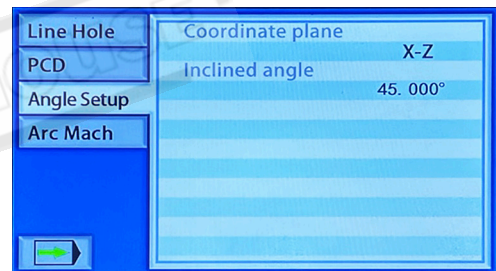 Line Hole
PCD
Angle Setup
Arc Mach
Coordinate plane
X-Z
Inclined angle
45. 000°